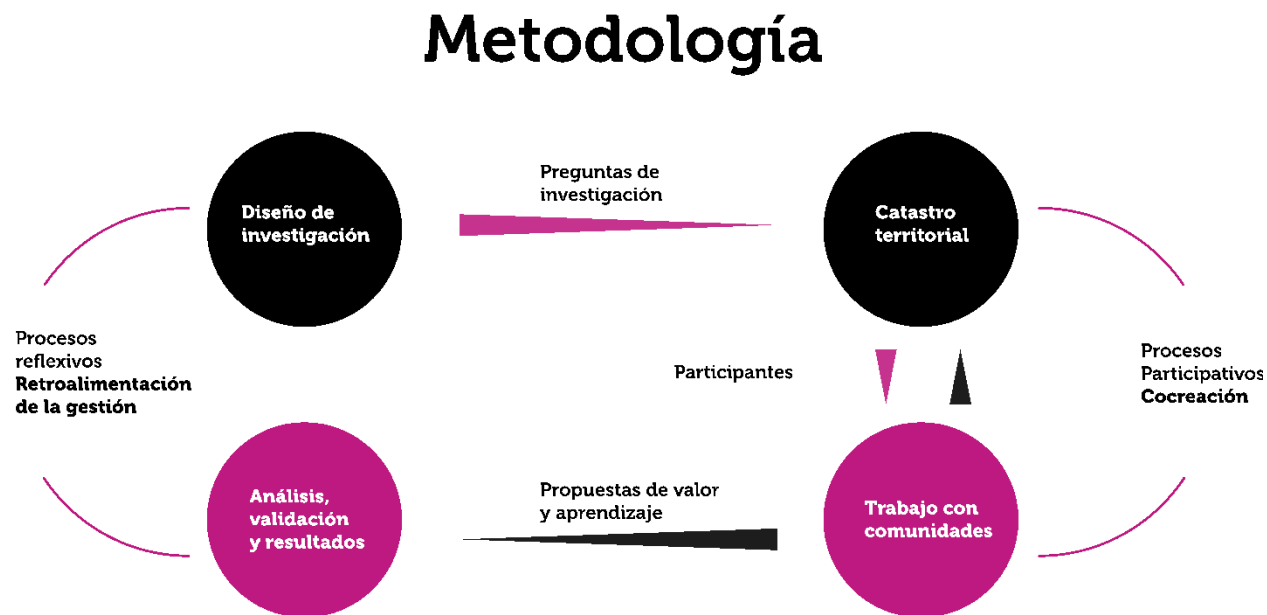 Metodología
Diseño de
investigación
Preguntas de
investigación
Catastro
territorial
Procesos
reflexivos
Retroalimentación
de la gestión
Participantes
Procesos
Participativos
Cocreación
Análisis,
validación
y resultados
Propuestas de valor
y aprendizaje
Trabajo con
comunidades